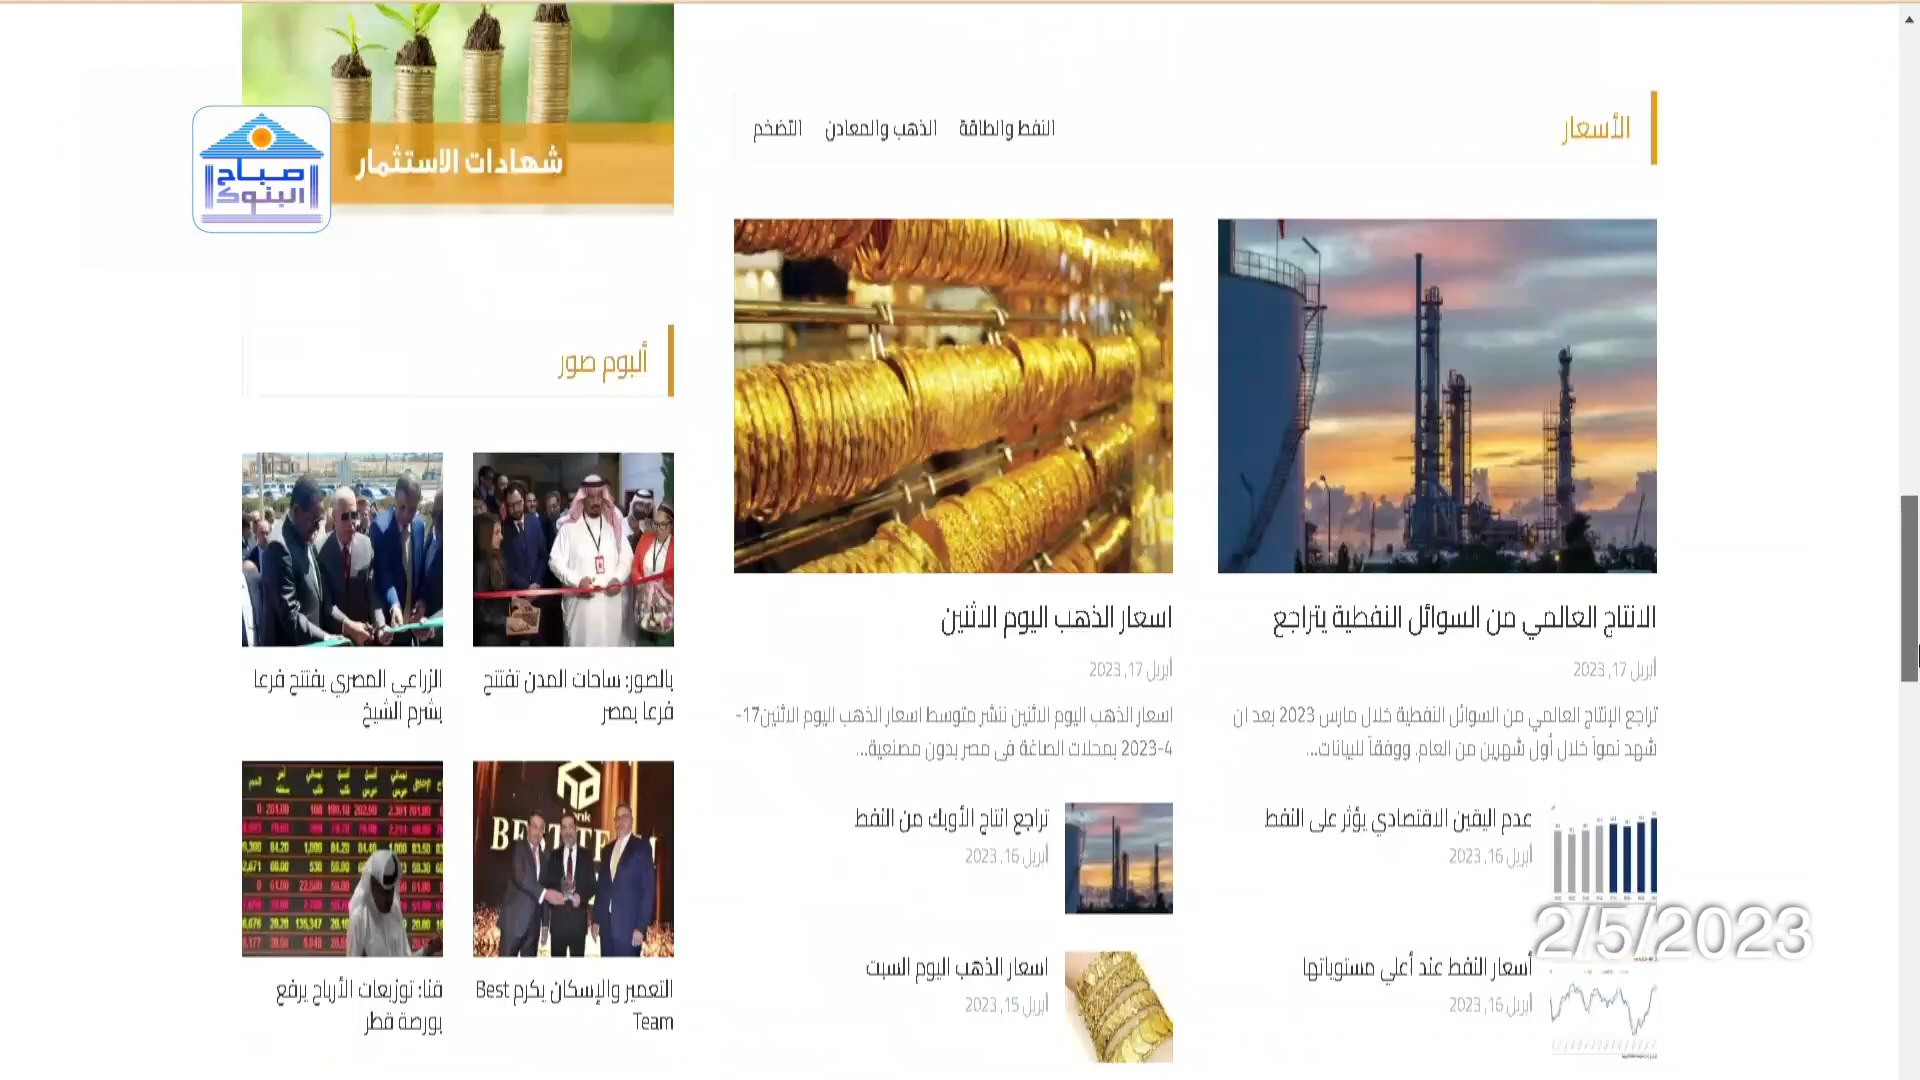 الأسعار
النفط والطاقة الذهب والمعادن التضخم
الانتاج العالمي من السوائل النفطية يتراجع
أبريل 17, 2023
تراجع الإنتاج العالمي من السوائل النفطية خلال مارس 2023 بعد ان
شهد نمواً خلال أول شهرين من العام. ووفقاً للبيانات...
عدم اليقين الاقتصادي يؤثر على النفط
أبريل 16, 2023
أسعار النفط عند أعلي مستوياتها
أبريل 16, 2023
2/5/2023
اسعار الذهب اليوم الاثنين
أبريل 17, 2023
اسعار الذهب اليوم الاثنين ننشر متوسط اسعار الذهب اليوم الاثنين17-
4-2023 بمحلات الصاغة فى مصر بدون مصنعية...
تراجع انتاج الأوبك من النفط
أبريل 16, 2023
اسعار الذهب اليوم السبت
أبريل 15, 2023
شهادات الاستثمار
صباح
البنوك
ألبوم صور
بالصور: ساحات المدن تفتتح
فرعا بمصر
الزراعي المصري يفتتح فرعا
بشرم الشيخ
التعمير والإسكان يكرم Best
Team
قنا: توزيعات الأرباح يرفع
بورصة قطر